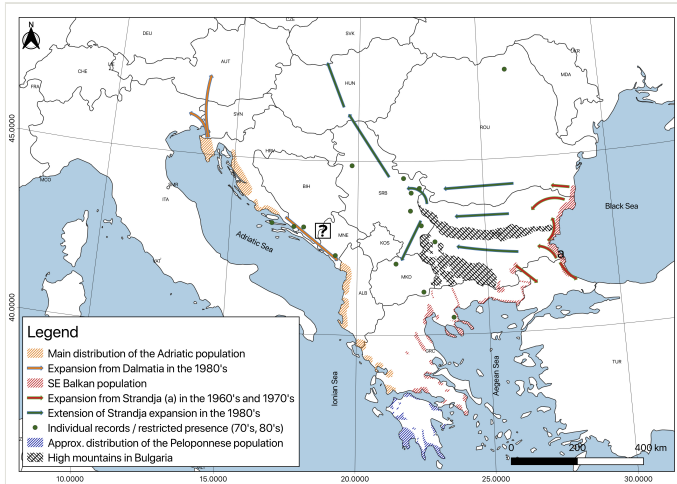 N
CZE
DEU
SVK
UKR
AUT
LIE
CHE
HUN
MDA
FRA
SVN
ROU
45.0000
HRV
BIH
SRB
MCO
SMR
ITA
Black Sea
?
Adriatic Sea
MNE
KOS
VAT
a
MKD
ALB
40.0000
Legend
Main distribution of the Adriatic population
Expansion from Dalmatia in the 1980's
SE Balkan population
Expansion from Strandja (a) in the 1960's and 1970's
Extension of Strandja expansion in the 1980's
Individual records / restricted presence (70's, 80's)
Approx. distribution of the Peloponnese population
High mountains in Bulgaria
GRC
TUR
Ionian Sea
Aegean Sea
0 200 400 km
10.0000 15.0000 20.0000 25.0000 30.0000